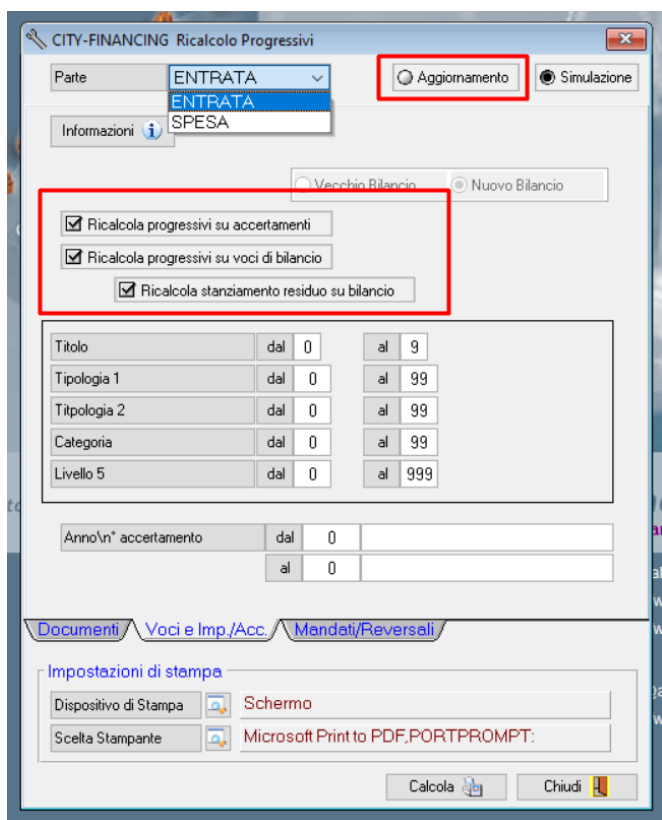 CITY-FINANCING Ricalcolo Progressivi
Parte ENTRATA Aggiornamento Simulazione
ENTRATA
SPESA
Informazioni
Vecchio Bilancio Nuovo Bilancio
Ricalcola progressivi su accertamenti
Ricalcola progressivi su voci di bilancio
Ricalcola stanziamento residuo su bilancio
Titolo dal 0 al 9
Tipologia 1 dal 0 al 99
Titpologia 2 dal 0 al 99
Categoria dal 0 al 99
Livello 5 dal 0 al 999
Anno\n° accertamento dal 0
al 0
Documenti Voci e Imp./Acc. Mandati/Reversali
Impostazioni di stampa
Dispositivo di Stampa Schermo
Scelta Stampante Microsoft Print to PDF,PORTPROMPT:
Calcola Chiudi